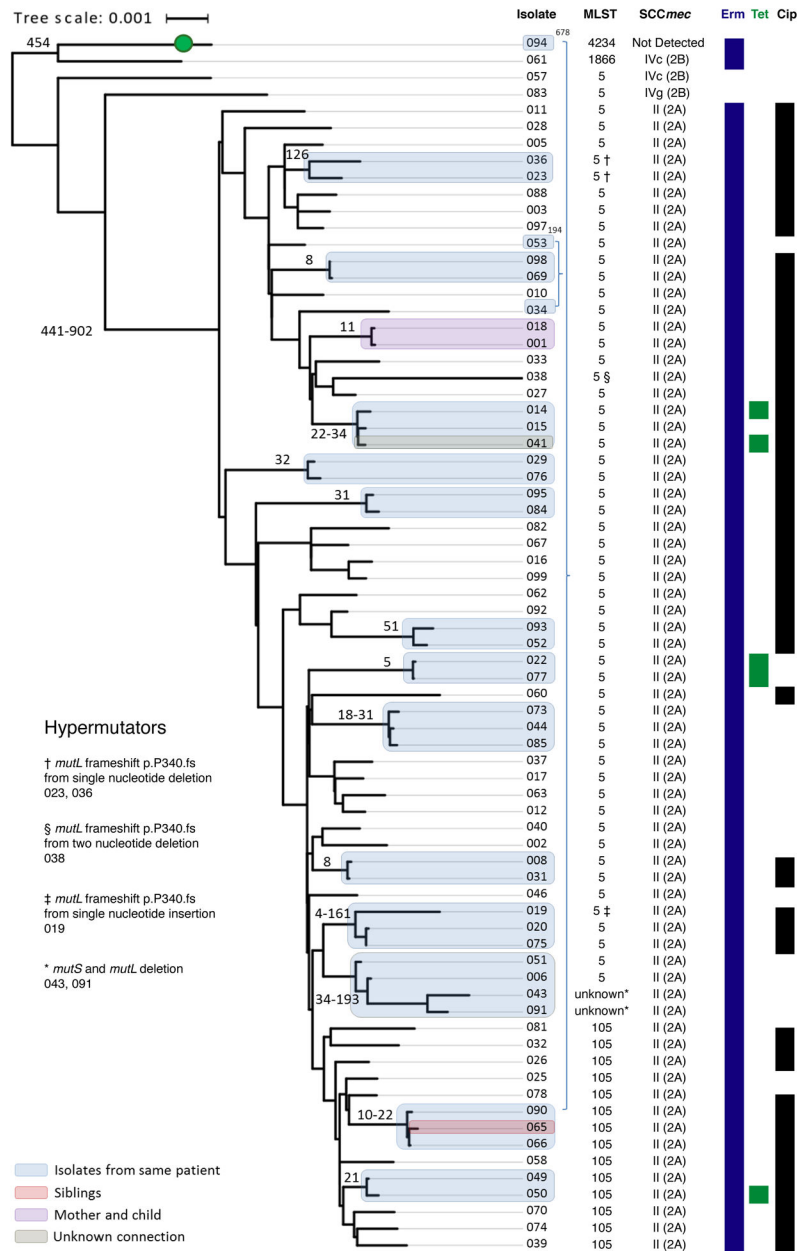 Tree scale: 0.001 Isolate MLST SCCmec Erm Tet Cip
454 094 678 4234 Not Detected
061 1866 IVc (2B)
057 5 IVc (2B)
083 5 IVg (2B)
011 5 II (2A)
028 5 II (2A)
005 5 II (2A)
126 036 5 † II (2A)
023 5 † II (2A)
088 5 II (2A)
003 5 II (2A)
097 5 II (2A)
053 194 5 II (2A)
8 098 5 II (2A)
069 5 II (2A)
010 5 II (2A)
034 5 II (2A)
441-902 11 018 5 II (2A)
001 5 II (2A)
033 5 II (2A)
038 5 § II (2A)
027 5 II (2A)
014 5 II (2A)
22-34 015 5 II (2A)
041 5 II (2A)
32 029 5 II (2A)
076 5 II (2A)
31 095 5 II (2A)
084 5 II (2A)
082 5 II (2A)
067 5 II (2A)
016 5 II (2A)
099 5 II (2A)
062 5 II (2A)
092 5 II (2A)
51 093 5 II (2A)
052 5 II (2A)
5 022 5 II (2A)
077 5 II (2A)
060 5 II (2A)
18-31 073 5 II (2A)
044 5 II (2A)
085 5 II (2A)
037 5 II (2A)
017 5 II (2A)
063 5 II (2A)
012 5 II (2A)
040 5 II (2A)
002 5 II (2A)
8 008 5 II (2A)
031 5 II (2A)
046 5 II (2A)
4-161 019 5 ‡ II (2A)
020 5 II (2A)
075 5 II (2A)
051 5 II (2A)
006 5 II (2A)
34-193 043 unknown* II (2A)
091 unknown* II (2A)
081 105 II (2A)
032 105 II (2A)
026 105 II (2A)
025 105 II (2A)
078 105 II (2A)
10-22 090 105 II (2A)
065 105 II (2A)
066 105 II (2A)
058 105 II (2A)
21 049 105 II (2A)
050 105 II (2A)
070 105 II (2A)
074 105 II (2A)
039 105 II (2A)
Hypermutators
† mutL frameshift p.P340.fs
from single nucleotide deletion
023, 036
§ mutL frameshift p.P340.fs
from two nucleotide deletion
038
‡ mutL frameshift p.P340.fs
from single nucleotide insertion
019
* mutS and mutL deletion
043, 091
Isolates from same patient
Siblings
Mother and child
Unknown connection